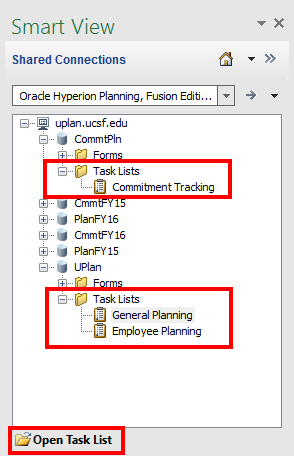 Smart View
Shared Connections
Oracle Hyperion Planning, Fusion Editi...
uplan.ucsf.edu
CommtPln
Forms
Task Lists
Commitment Tracking
CmmtFY15
PlanFY16
CmmtFY16
PlanFY15
UPlan
Forms
Task Lists
General Planning
Employee Planning
Open Task List